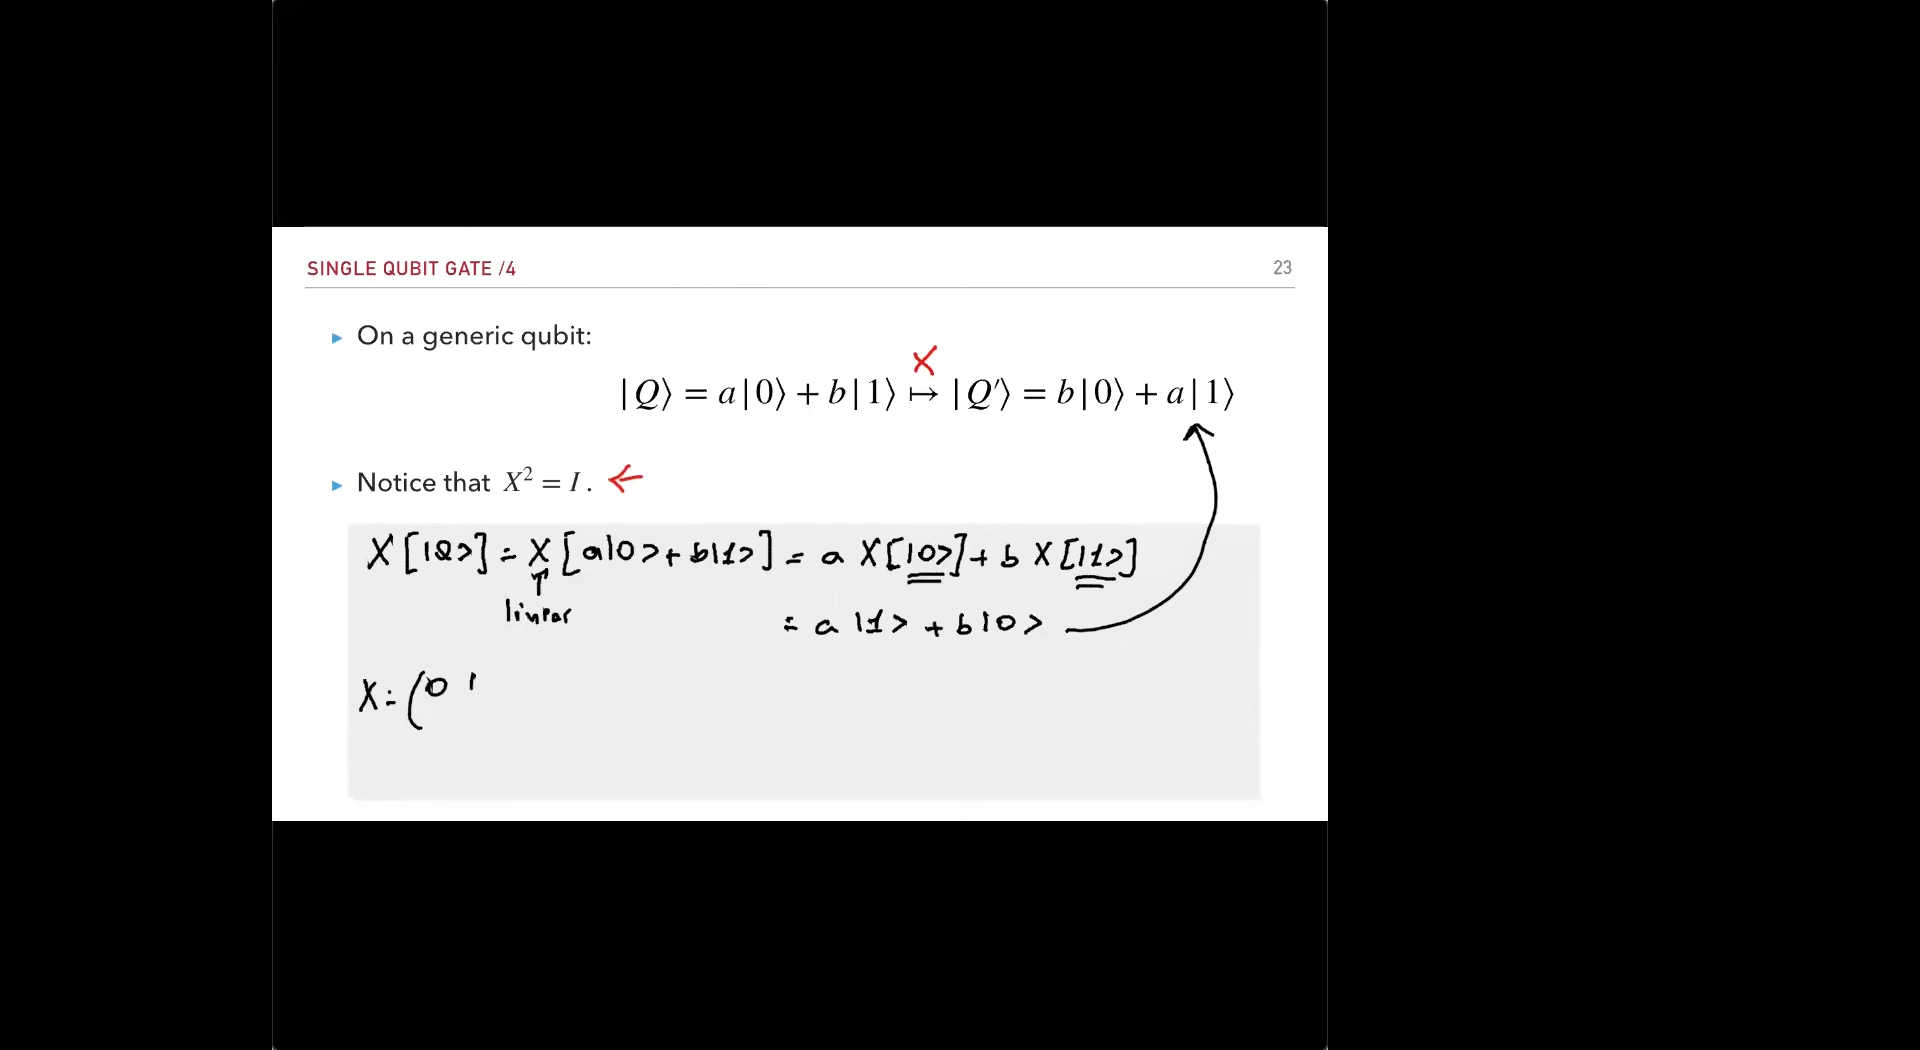 SINGLE QUBIT GATE /4 23
▸ On a generic qubit:
X
|Q⟩ = a|0⟩ + b|1⟩ ↦ |Q′⟩ = b|0⟩ + a|1⟩
▸ Notice that X² = I. ←
X[|Q>] = X[a|0>+b|1>] = a X[|0>]+ b X[|1>]
↑
linear
= a |1> + b|0>
X = (0 1